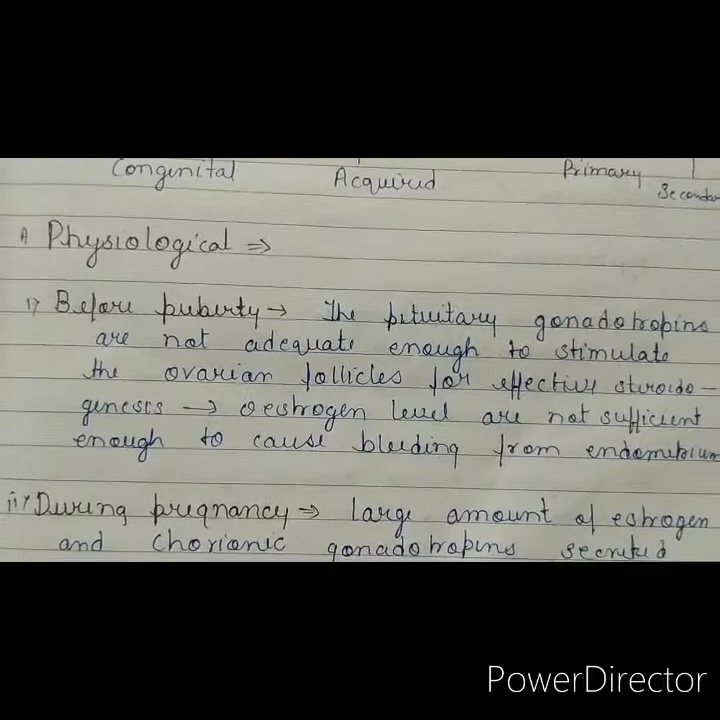 Congenital Acquired Primary Secondar
A Physiological ⇒
i) Before puberty → The pituitary gonadotropins
are not adequate enough to stimulate
the ovarian follicles for effective steroido-
genesis → oestrogen level are not sufficient
enough to cause bleeding from endometrium
ii) During pregnancy → large amount of estrogen
and chorionic gonadotropins secreted
PowerDirector